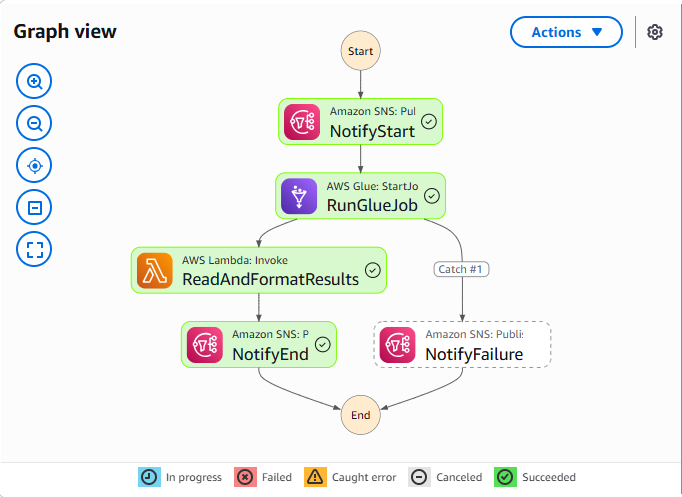 Graph view
Actions
Start
Amazon SNS: Pul
NotifyStart
AWS Glue: StartJo
RunGlueJob
AWS Lambda: Invoke
ReadAndFormatResults
Catch #1
Amazon SNS: P
NotifyEnd
Amazon SNS: Publis
NotifyFailure
End
In progress
Failed
Caught error
Canceled
Succeeded